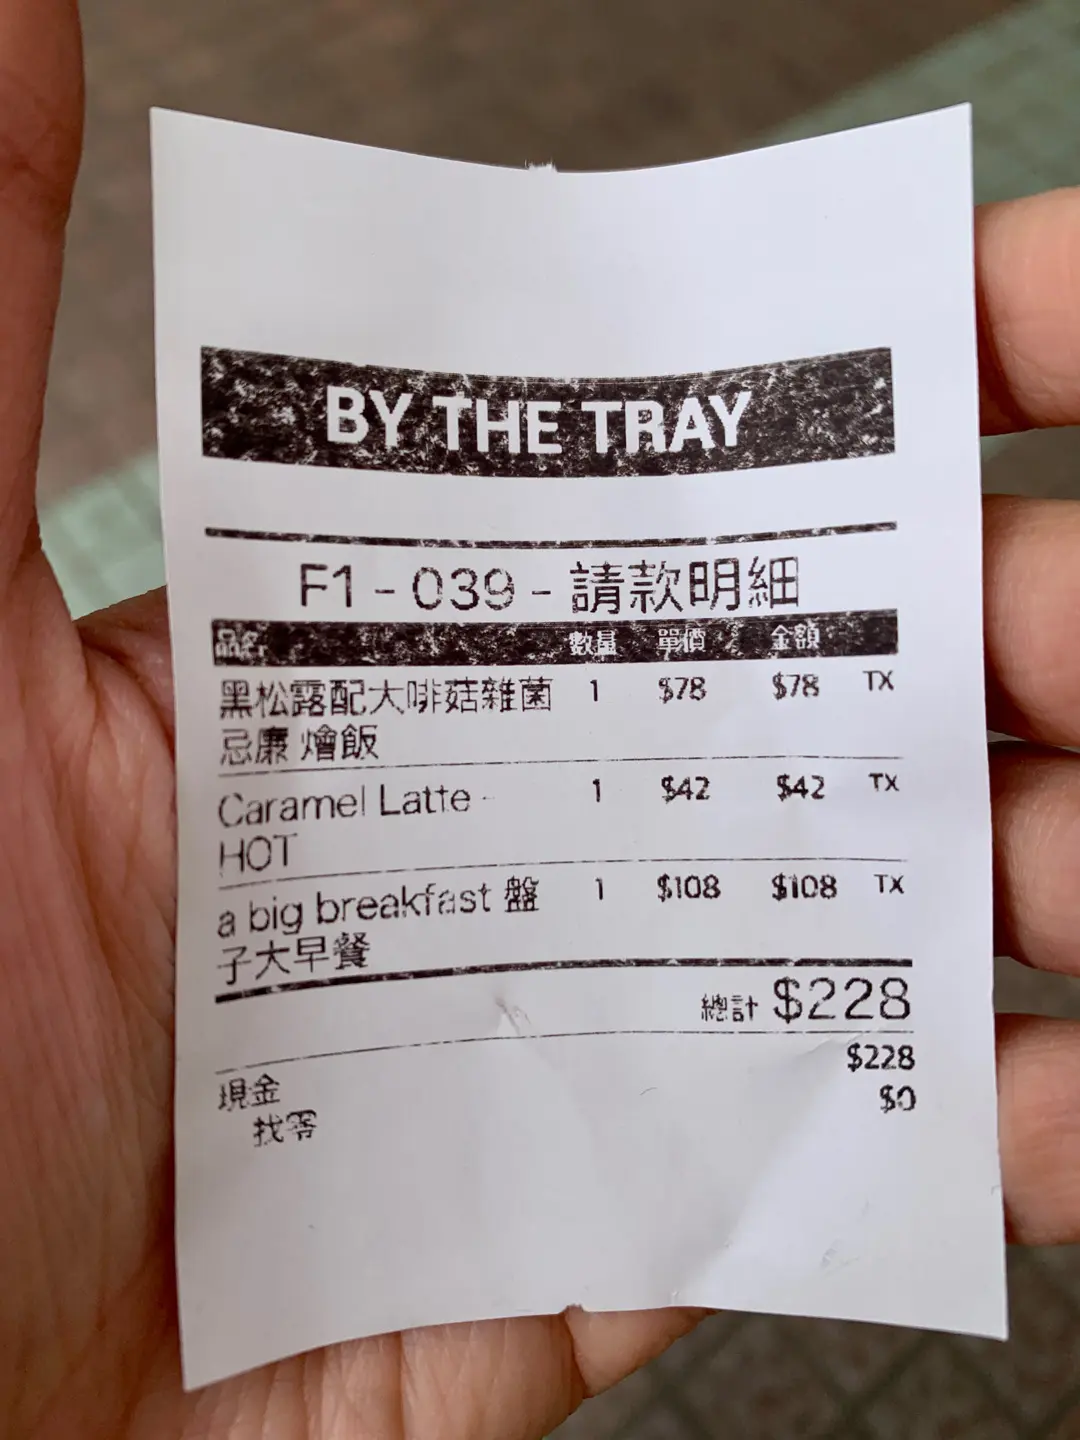 BY THE TRAY
F1 - 039 - 請款明細
品名 數量 單價 金額
黑松露配大啡菇雜菌 1 $78 $78 TX
忌廉 燴飯
Caramel Latte - 1 $42 $42 TX
HOT
a big breakfast 盤 1 $108 $108 TX
子大早餐
總計 $228
現金 $228
找零 $0